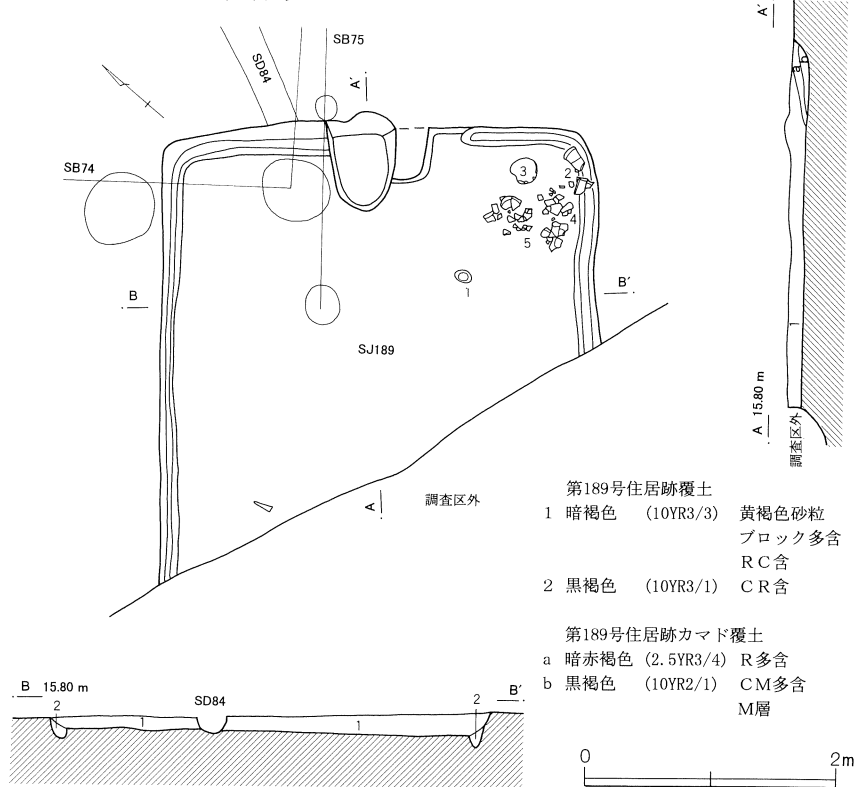 SB75
SD84
A´
A´
a b
SB74
3
2
4
5
1
B
B´
SJ189
1
A 15.80 m
調査区外
A
調査区外
第189号住居跡覆土
1 暗褐色 (10YR3/3) 黄褐色砂粒
ブロック多含
ＲＣ含
2 黒褐色 (10YR3/1) ＣＲ含
第189号住居跡カマド覆土
a 暗赤褐色 (2.5YR3/4) Ｒ多含
b 黒褐色 (10YR2/1) ＣＭ多含
Ｍ層
B 15.80 m
SD84
B´
2
1
1
2
0
2m